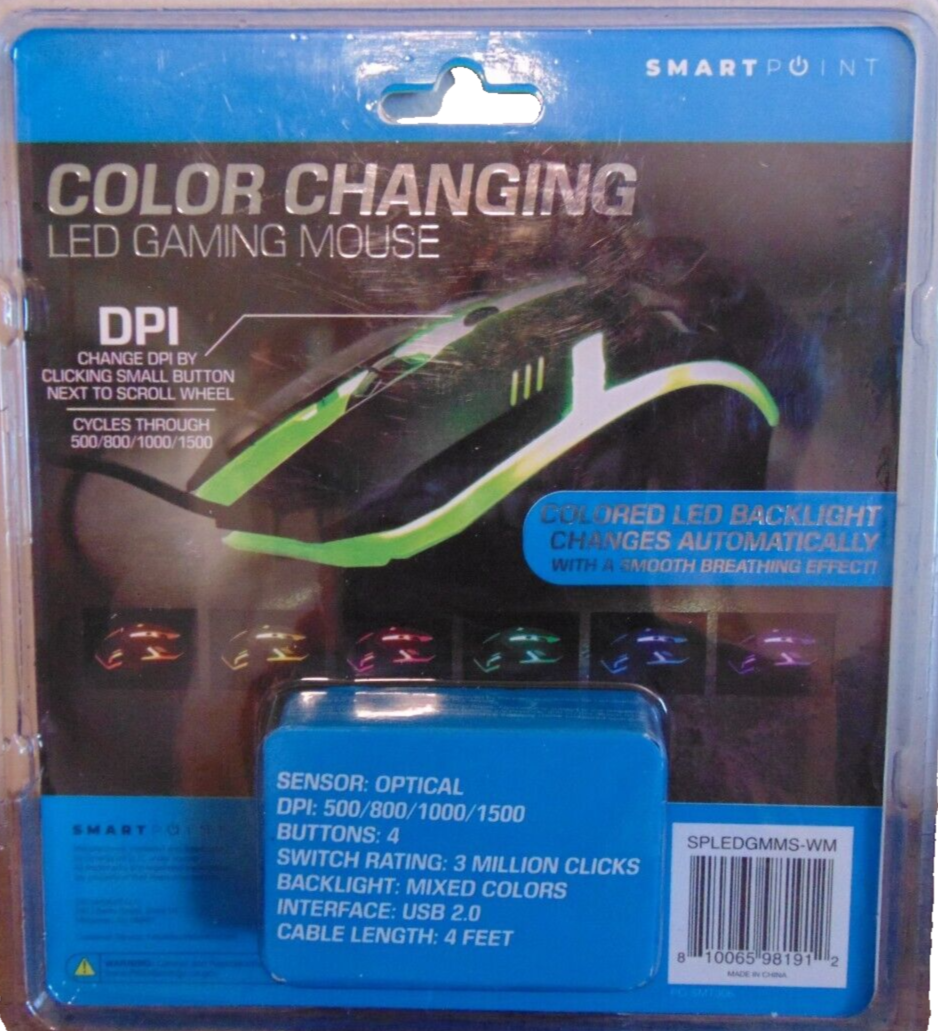 SMARTPOINT
COLOR CHANGING
LED GAMING MOUSE
DPI
CHANGE DPI BY
CLICKING SMALL BUTTON
NEXT TO SCROLL WHEEL
CYCLES THROUGH
500/800/1000/1500
COLORED LED BACKLIGHT
CHANGES AUTOMATICALLY
WITH A SMOOTH BREATHING EFFECT!
SENSOR: OPTICAL
DPI: 500/800/1000/1500
BUTTONS: 4
SWITCH RATING: 3 MILLION CLICKS
BACKLIGHT: MIXED COLORS
INTERFACE: USB 2.0
CABLE LENGTH: 4 FEET
SMARTPOINT
WARNING:
SPLEDGMMS-WM
8 10065 98191 2
MADE IN CHINA